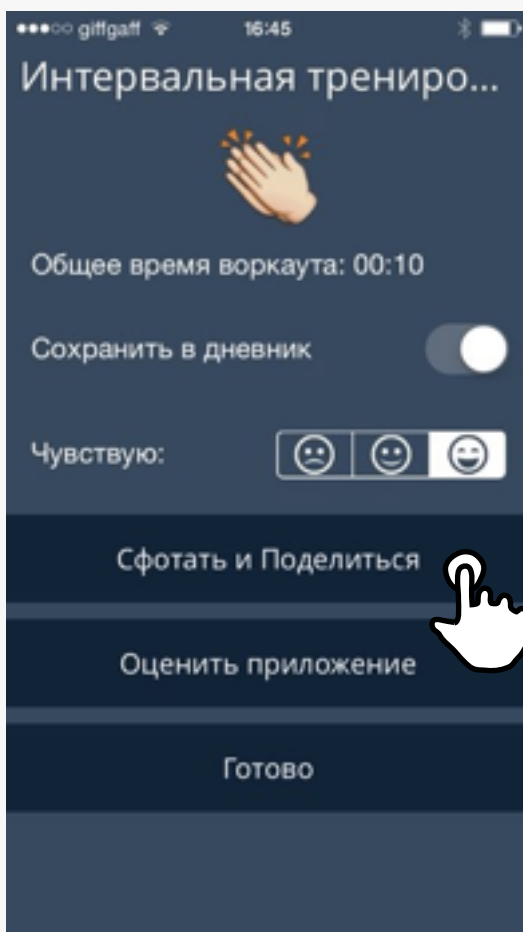 giffgaff 16:45
Интервальная трениро...
Общее время воркаута: 00:10
Сохранить в дневник
Чувствую:
Сфотать и Поделиться
Оценить приложение
Готово